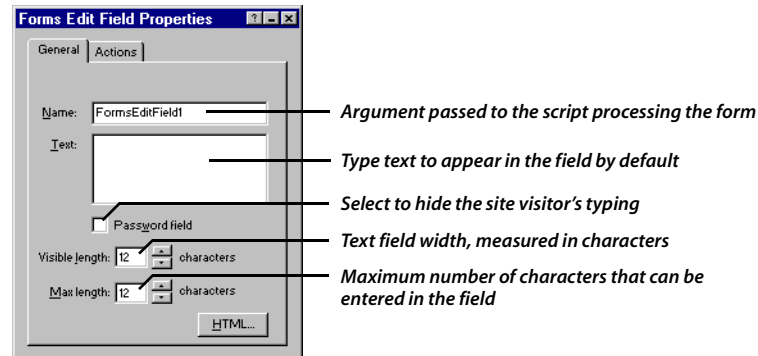 Forms Edit Field Properties
General
Actions
Name: FormsEditField1
Argument passed to the script processing the form
Text:
Type text to appear in the field by default
Select to hide the site visitor's typing
Password field
Text field width, measured in characters
Visible length: 12 characters
Maximum number of characters that can be
entered in the field
Max length: 12 characters
HTML...